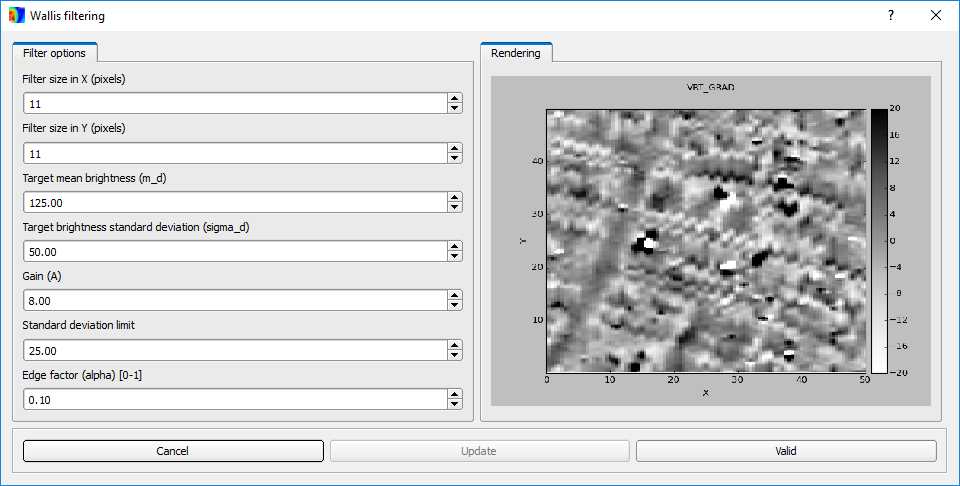 Wallis filtering
?
Filter options
Filter size in X (pixels)
11
Filter size in Y (pixels)
11
Target mean brightness (m_d)
125.00
Target brightness standard deviation (sigma_d)
50.00
Gain (A)
8.00
Standard deviation limit
25.00
Edge factor (alpha) [0-1]
0.10
Rendering
VRT_GRAD
40
30
20
10
Y
0 10 20 30 40 50
X
20
16
12
8
4
0
−4
−8
−12
−16
−20
Cancel
Update
Valid